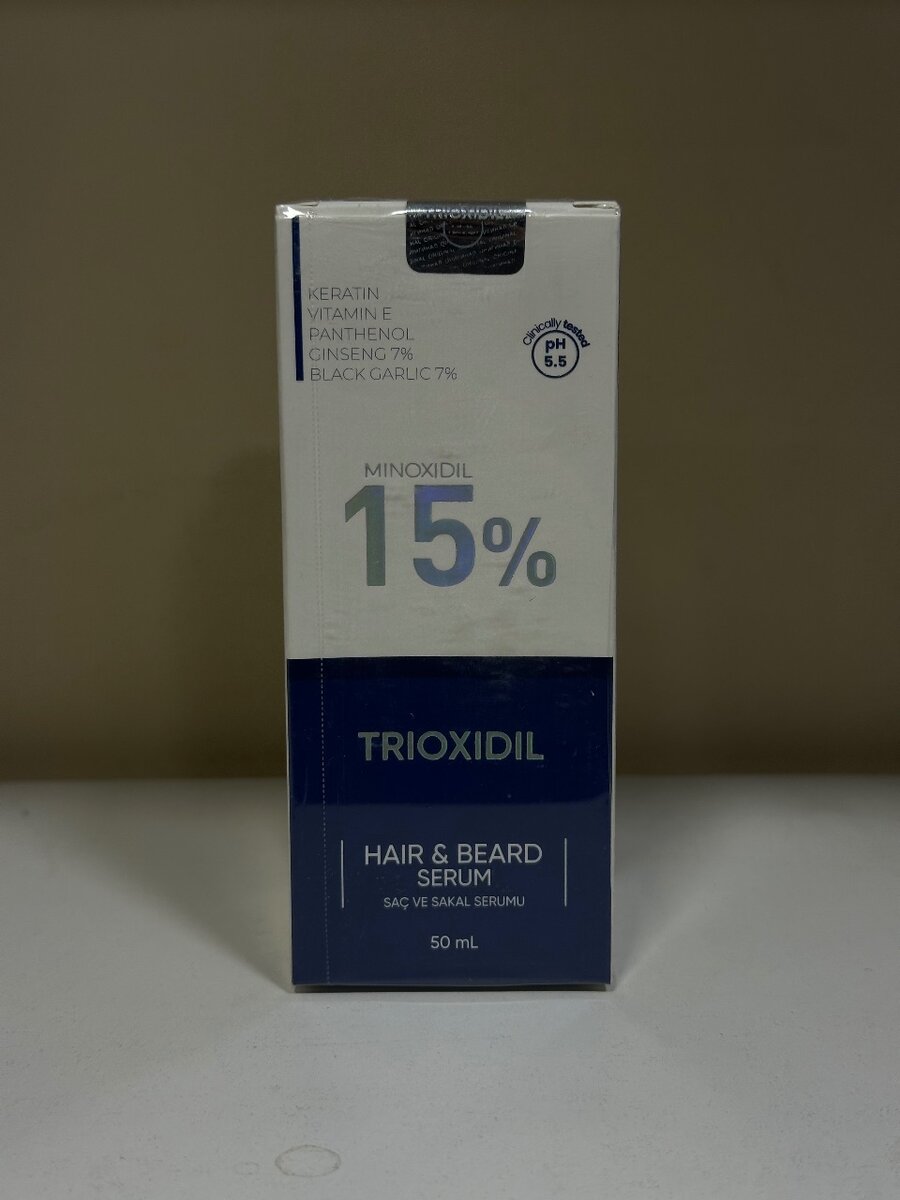 TRIOXIDIL
KERATIN
VITAMIN E
PANTHENOL
GINSENG 7%
BLACK GARLIC 7%
Clinically tested
pH
5.5
MINOXIDIL
15%
TRIOXIDIL
HAIR & BEARD
SERUM
SAÇ VE SAKAL SERUMU
50 mL